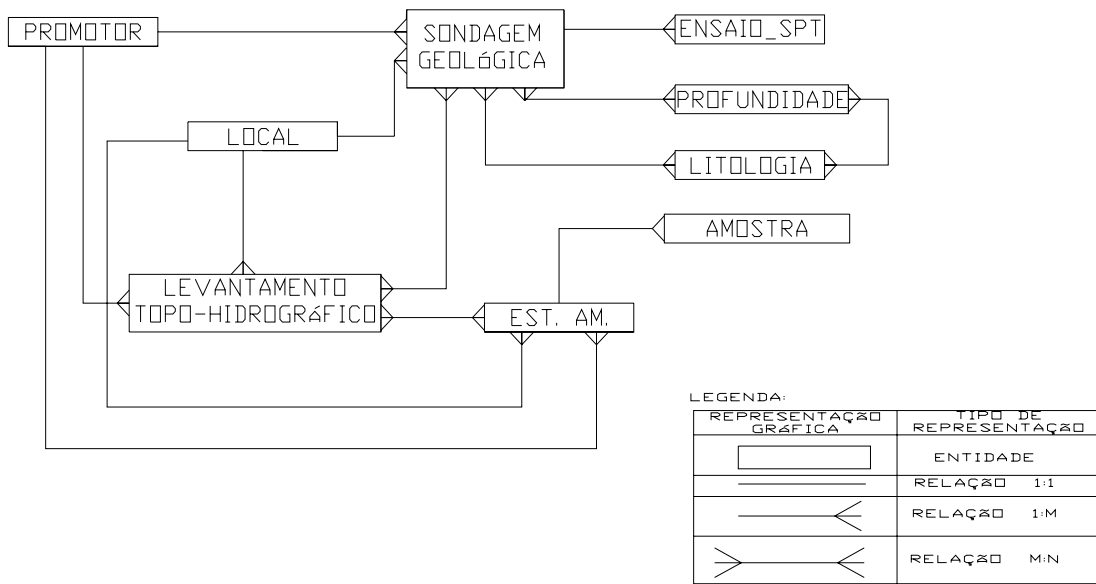 PROMOTOR
SONDAGEM
GEOLóGICA
ENSAIO_SPT
PROFUNDIDADE
LOCAL
LITOLOGIA
AMOSTRA
LEVANTAMENTO
TOPO-HIDROGRáFICO
EST. AM.
LEGENDA:
REPRESENTAÇãO
GRáFICA
TIPO DE
REPRESENTAÇãO
ENTIDADE
RELAÇãO 1:1
RELAÇãO 1:M
RELAÇãO M:N